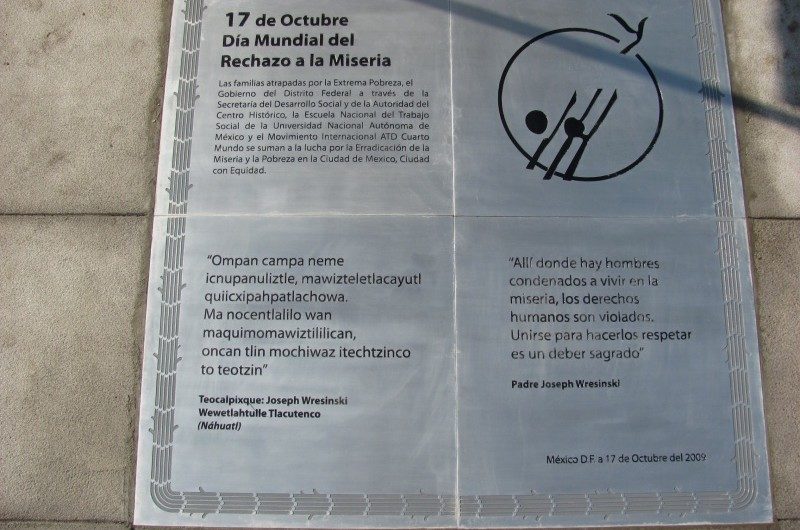 17 de Octubre
Día Mundial del
Rechazo a la Miseria
Las familias atrapadas por la Extrema Pobreza, el
Gobierno del Distrito Federal a través de la
Secretaría del Desarrollo Social y de la Autoridad del
Centro Histórico, la Escuela Nacional del Trabajo
Social de la Universidad Nacional Autónoma de
México y el Movimiento Internacional ATD Cuarto
Mundo se suman a la lucha por la Erradicación de la
Miseria y la Pobreza en la Ciudad de Mexico, Ciudad
con Equidad.
“Ompan campa neme
icnupanuliztle, mawizteletlacayutl
quiicxipahpatlachowa.
Ma nocentlalilo wan
maquimomawiztililican,
oncan tlin mochiwaz itechtzinco
to teotzin”
Teocalpixque: Joseph Wresinski
Wewetlahtulle Tlacutenco
(Náhuatl)
“Allí donde hay hombres
condenados a vivir en la
miseria, los derechos
humanos son violados.
Unirse para hacerlos respetar
es un deber sagrado”
Padre Joseph Wresinski
México D.F. a 17 de Octubre del 2009